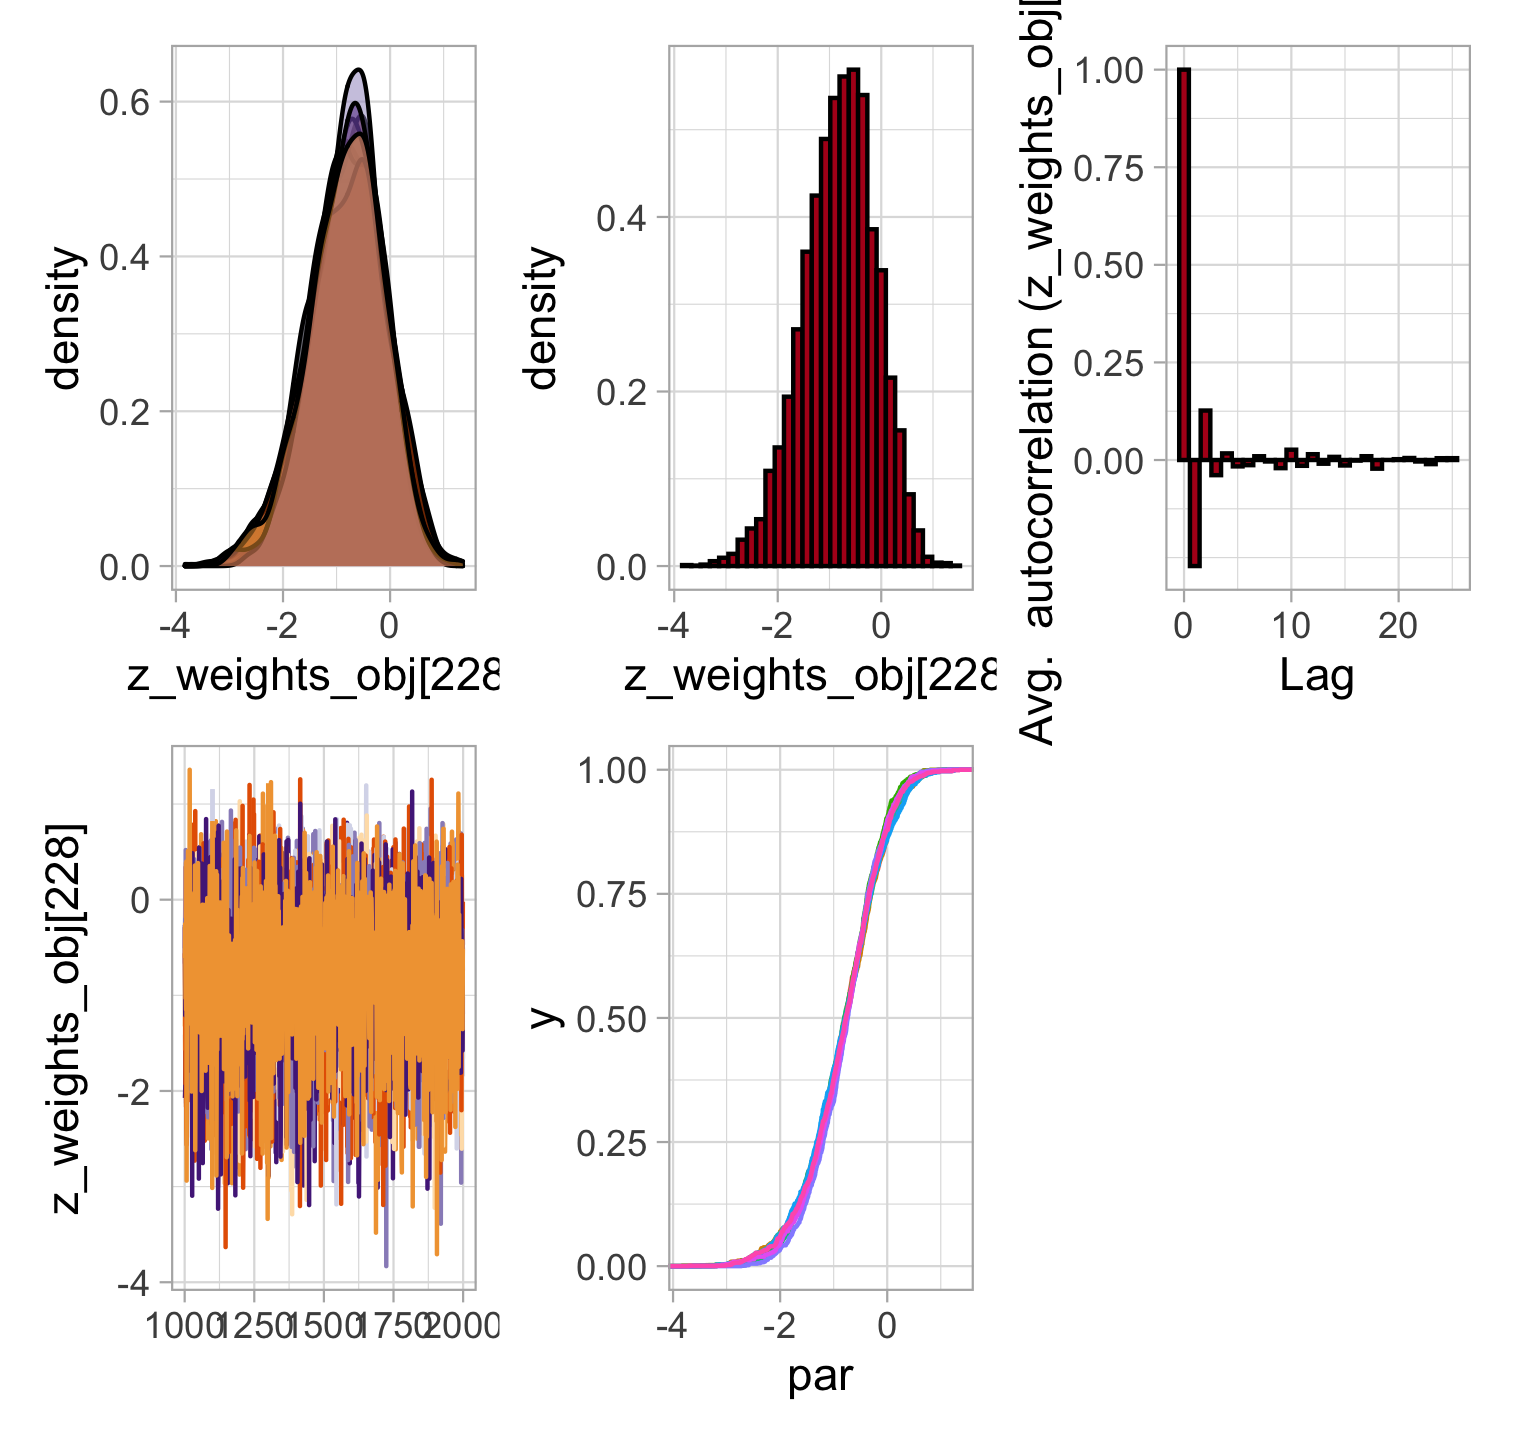 density
0.6
0.4
0.2
0.0
-4 -2 0
z_weights_obj[228
density
0.4
0.2
0.0
-4 -2 0
z_weights_obj[228
Avg. autocorrelation (z_weights_obj[
1.00
0.75
0.50
0.25
0.00
0 10 20
Lag
z_weights_obj[228]
0
-2
-4
1000 1250 1500 1750 2000
y
1.00
0.75
0.50
0.25
0.00
-4 -2 0
par